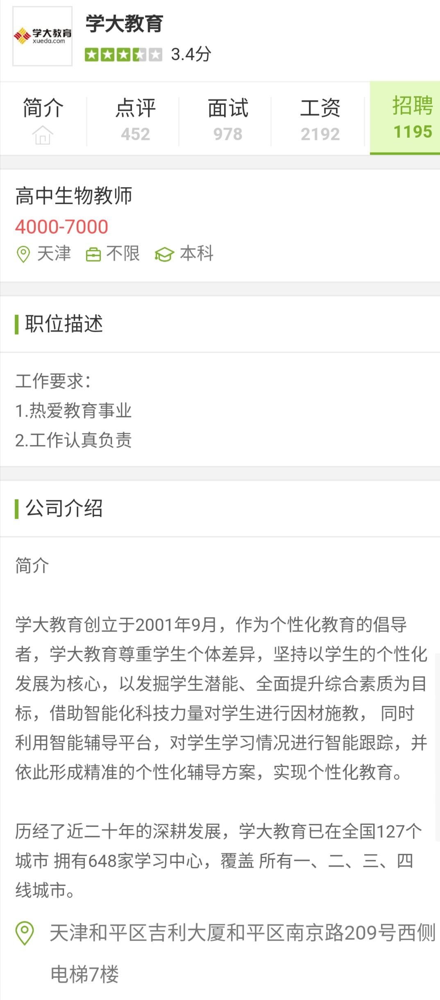 学大教育
xueda.com
学大教育
3.4分
简介
点评
452
面试
978
工资
2192
招聘
1195
高中生物教师
4000-7000
天津 不限 本科
职位描述
工作要求：
1.热爱教育事业
2.工作认真负责
公司介绍
简介
学大教育创立于2001年9月，作为个性化教育的倡导
者，学大教育尊重学生个体差异，坚持以学生的个性化
发展为核心，以发掘学生潜能、全面提升综合素质为目
标，借助智能化科技力量对学生进行因材施教， 同时
利用智能辅导平台，对学生学习情况进行智能跟踪，并
依此形成精准的个性化辅导方案，实现个性化教育。
历经了近二十年的深耕发展，学大教育已在全国127个
城市 拥有648家学习中心，覆盖 所有一、二、三、四
线城市。
天津和平区吉利大厦和平区南京路209号西侧
电梯7楼